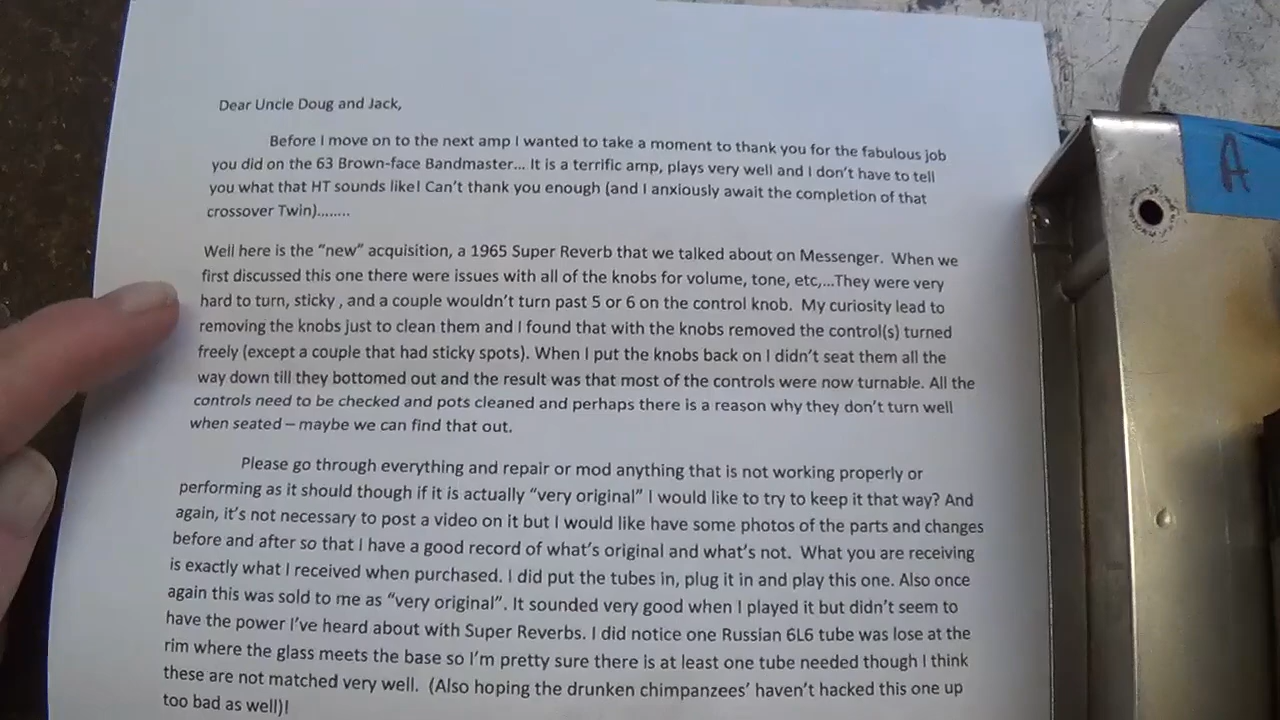 Dear Uncle Doug and Jack,
Before I move on to the next amp I wanted to take a moment to thank you for the fabulous job
you did on the 63 Brown-face Bandmaster... It is a terrific amp, plays very well and I don't have to tell
you what that HT sounds like! Can't thank you enough (and I anxiously await the completion of that
crossover Twin)........
Well here is the "new" acquisition, a 1965 Super Reverb that we talked about on Messenger. When we
first discussed this one there were issues with all of the knobs for volume, tone, etc,...They were very
hard to turn, sticky , and a couple wouldn't turn past 5 or 6 on the control knob. My curiosity lead to
removing the knobs just to clean them and I found that with the knobs removed the control(s) turned
freely (except a couple that had sticky spots). When I put the knobs back on I didn't seat them all the
way down till they bottomed out and the result was that most of the controls were now turnable. All the
controls need to be checked and pots cleaned and perhaps there is a reason why they don't turn well
when seated – maybe we can find that out.
Please go through everything and repair or mod anything that is not working properly or
performing as it should though if it is actually "very original" I would like to try to keep it that way? And
again, it's not necessary to post a video on it but I would like have some photos of the parts and changes
before and after so that I have a good record of what's original and what's not. What you are receiving
is exactly what I received when purchased. I did put the tubes in, plug it in and play this one. Also once
again this was sold to me as "very original". It sounded very good when I played it but didn't seem to
have the power I've heard about with Super Reverbs. I did notice one Russian 6L6 tube was lose at the
rim where the glass meets the base so I'm pretty sure there is at least one tube needed though I think
these are not matched very well. (Also hoping the drunken chimpanzees' haven't hacked this one up
too bad as well)!
A